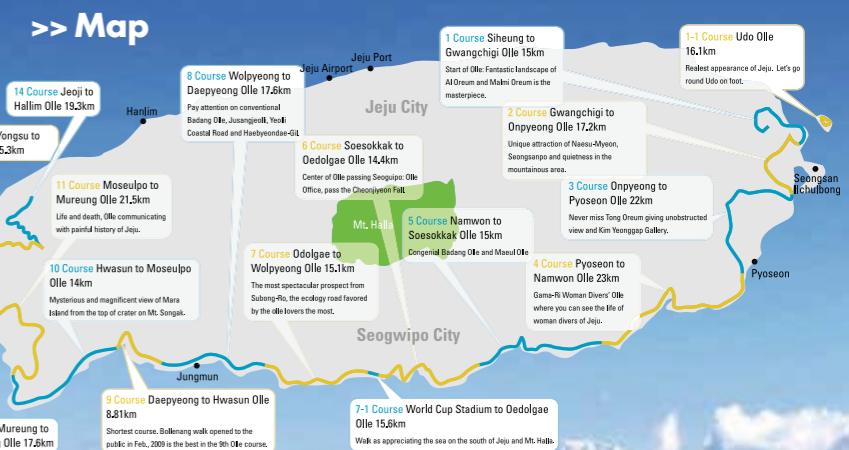 >> Map
1 Course Siheung to
Gwangchigi Olle 15km
Start of Olle: Fantastic landscape of
Al Oreum and Malmi Oreum is the
masterpiece.
1-1 Course Udo Olle
16.1km
Realest appearance of Jeju. Let's go
round Udo on foot.
Jeju Port
Jeju Airport
8 Course Wolpyeong to
Daepyeong Olle 17.6km
Pay attention on conventional
Badang Olle, Jusangjeolli, Yeoli
Coastal Road and Haebyeondae-Gil.
14 Course Jeoji to
Hallim Olle 19.3km
Hanlim
Jeju City
2 Course Gwangchigi to
Onpyeong Olle 17.2km
Unique attraction of Naesu-Myeon,
Seongsanpo and quietness in the
mountainous area.
Yongsu to
5.3km
6 Course Soesokkak to
Oedolgae Olle 14.4km
Center of Olle passing Seoguipo: Olle
Office, pass the Cheonjiyeon Fall.
11 Course Moseulpo to
Mureung Olle 21.5km
Life and death, Olle communicating
with painful history of Jeju.
3 Course Onpyeong to
Pyoseon Olle 22km
Never miss Tong Oreum giving unobstructed
view and Kim Yeonggap Gallery.
Seongsan
Ilchulbong
Mt. Halla
5 Course Namwon to
Soesokkak Olle 15km
Congenial Badang Olle and Maeul Olle
7 Course Odolgae to
Wolpyeong Olle 15.1km
The most spectacular prospect from
Subong-Ro, the ecology road favored
by the olle lovers the most.
10 Course Hwasun to Moseulpo
Olle 14km
Mysterious and magnificent view of Mara
Island from the top of crater on Mt. Songak.
4 Course Pyoseon to
Namwon Olle 23km
Gama-Ri Woman Divers' Olle
where you can see the life of
woman divers of Jeju.
Pyoseon
Seogwipo City
Jungmun
9 Course Daepyeong to Hwasun Olle
8.81km
Shortest course. Bollenang walk opened to the
public in Feb., 2009 is the best in the 9th Olle course.
7-1 Course World Cup Stadium to Oedolgae
Olle 15.6km
Walk as appreciating the sea on the south of Jeju and Mt. Halla.
Mureung to
Olle 17.6km